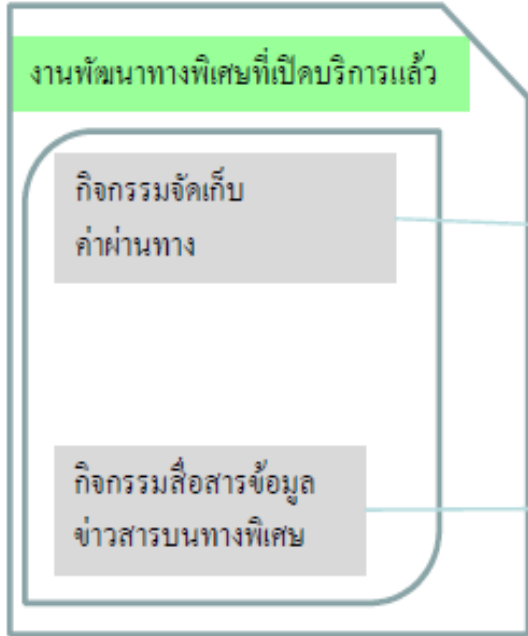 งานพัฒนาทางพิเศษที่เปิดบริการแล้ว
กิจกรรมจัดเก็บ
ค่าผ่านทาง
กิจกรรมสื่อสารข้อมูล
ข่าวสารบนทางพิเศษ